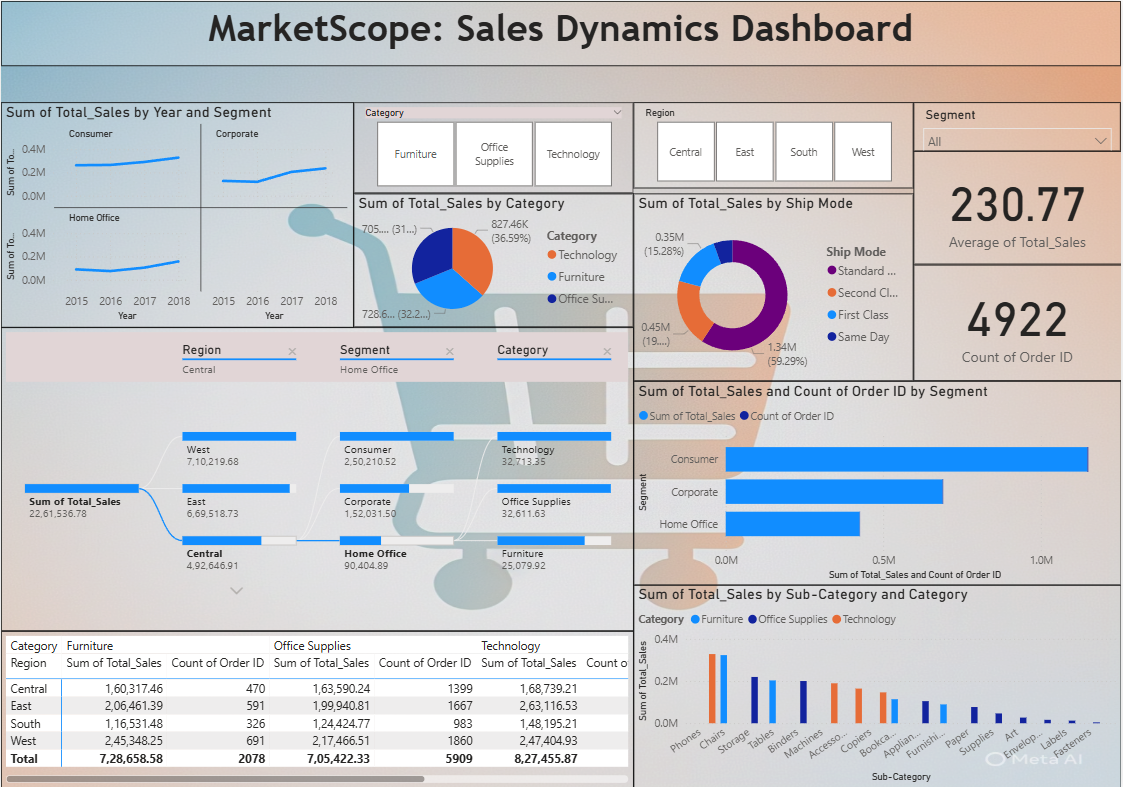 MarketScope: Sales Dynamics Dashboard
Sum of Total_Sales by Year and Segment
Consumer
Corporate
Sum of To...
0.4M
0.2M
0.0M
Home Office
Sum of To...
0.4M
0.2M
0.0M
2015 2016 2017 2018
2015 2016 2017 2018
Year
Year
Category
Furniture
Office
Supplies
Technology
Region
Central
East
South
West
Segment
All
Sum of Total_Sales by Category
705.... (31...)
827.46K
(36.59%)
728.6... (32.2...)
Category
Technology
Furniture
Office Su...
Sum of Total_Sales by Ship Mode
0.35M
(15.28%)
0.45M
(19....)
1.34M
(59.29%)
Ship Mode
Standard ...
Second Cl...
First Class
Same Day
230.77
Average of Total_Sales
4922
Count of Order ID
Region
Central
Segment
Home Office
Category
Sum of Total_Sales
22,61,536.78
West
7,10,219.68
East
6,69,518.73
Central
4,92,646.91
Consumer
2,50,210.52
Corporate
1,52,031.50
Home Office
90,404.89
Technology
32,713.35
Office Supplies
32,611.63
Furniture
25,079.92
Sum of Total_Sales and Count of Order ID by Segment
Sum of Total_Sales Count of Order ID
Segment
Consumer
Corporate
Home Office
0.0M 0.5M 1.0M
Sum of Total_Sales and Count of Order ID
Category Furniture Office Supplies Technology
Region Sum of Total_Sales Count of Order ID Sum of Total_Sales Count of Order ID Sum of Total_Sales Count o
Central 1,60,317.46 470 1,63,590.24 1399 1,68,739.21
East 2,06,461.39 591 1,99,940.81 1667 2,63,116.53
South 1,16,531.48 326 1,24,424.77 983 1,48,195.21
West 2,45,348.25 691 2,17,466.51 1860 2,47,404.93
Total 7,28,658.58 2078 7,05,422.33 5909 8,27,455.87
Sum of Total_Sales by Sub-Category and Category
Category Furniture Office Supplies Technology
Sum of Total_Sales
0.4M
0.2M
0.0M
Phones
Chairs
Storage
Tables
Binders
Machines
Accesso...
Copiers
Bookca...
Applian...
Furnishi...
Paper
Supplies
Art
Envelop...
Labels
Fasteners
Sub-Category
Meta AI